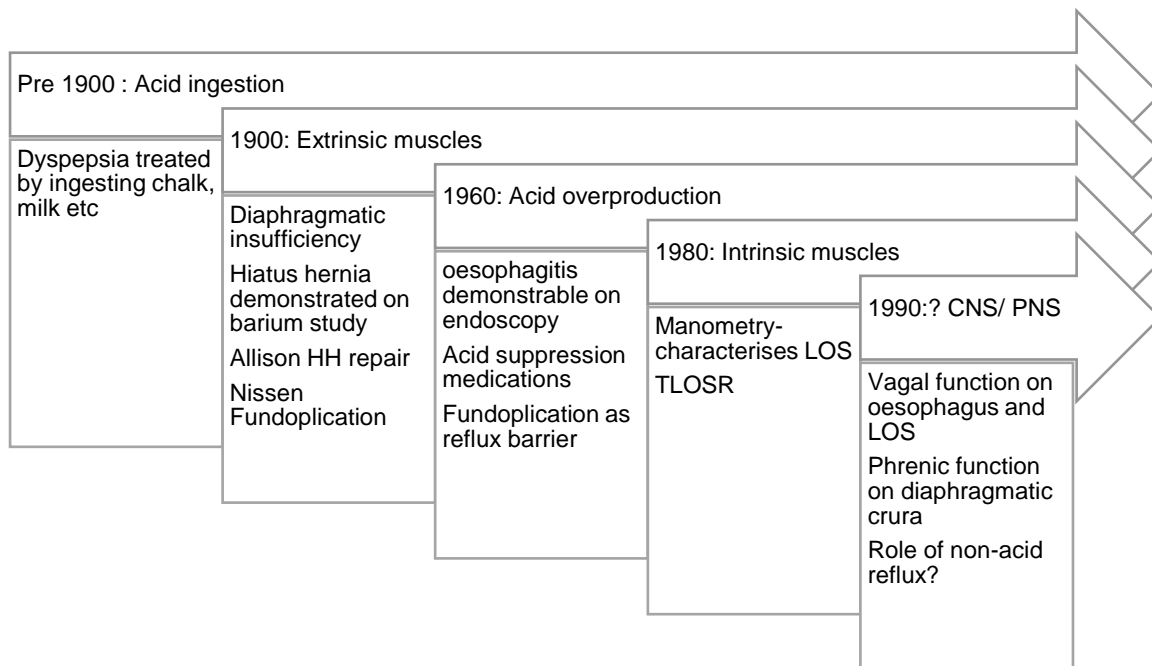 Pre 1900 : Acid ingestion
Dyspepsia treated
by ingesting chalk,
milk etc
1900: Extrinsic muscles
Diaphragmatic
insufficiency
Hiatus hernia
demonstrated on
barium study
Allison HH repair
Nissen
Fundoplication
1960: Acid overproduction
oesophagitis
demonstrable on
endoscopy
Acid suppression
medications
Fundoplication as
reflux barrier
1980: Intrinsic muscles
Manometry-
characterises LOS
TLOSR
1990:? CNS/ PNS
Vagal function on
oesophagus and
LOS
Phrenic function
on diaphragmatic
crura
Role of non-acid
reflux?